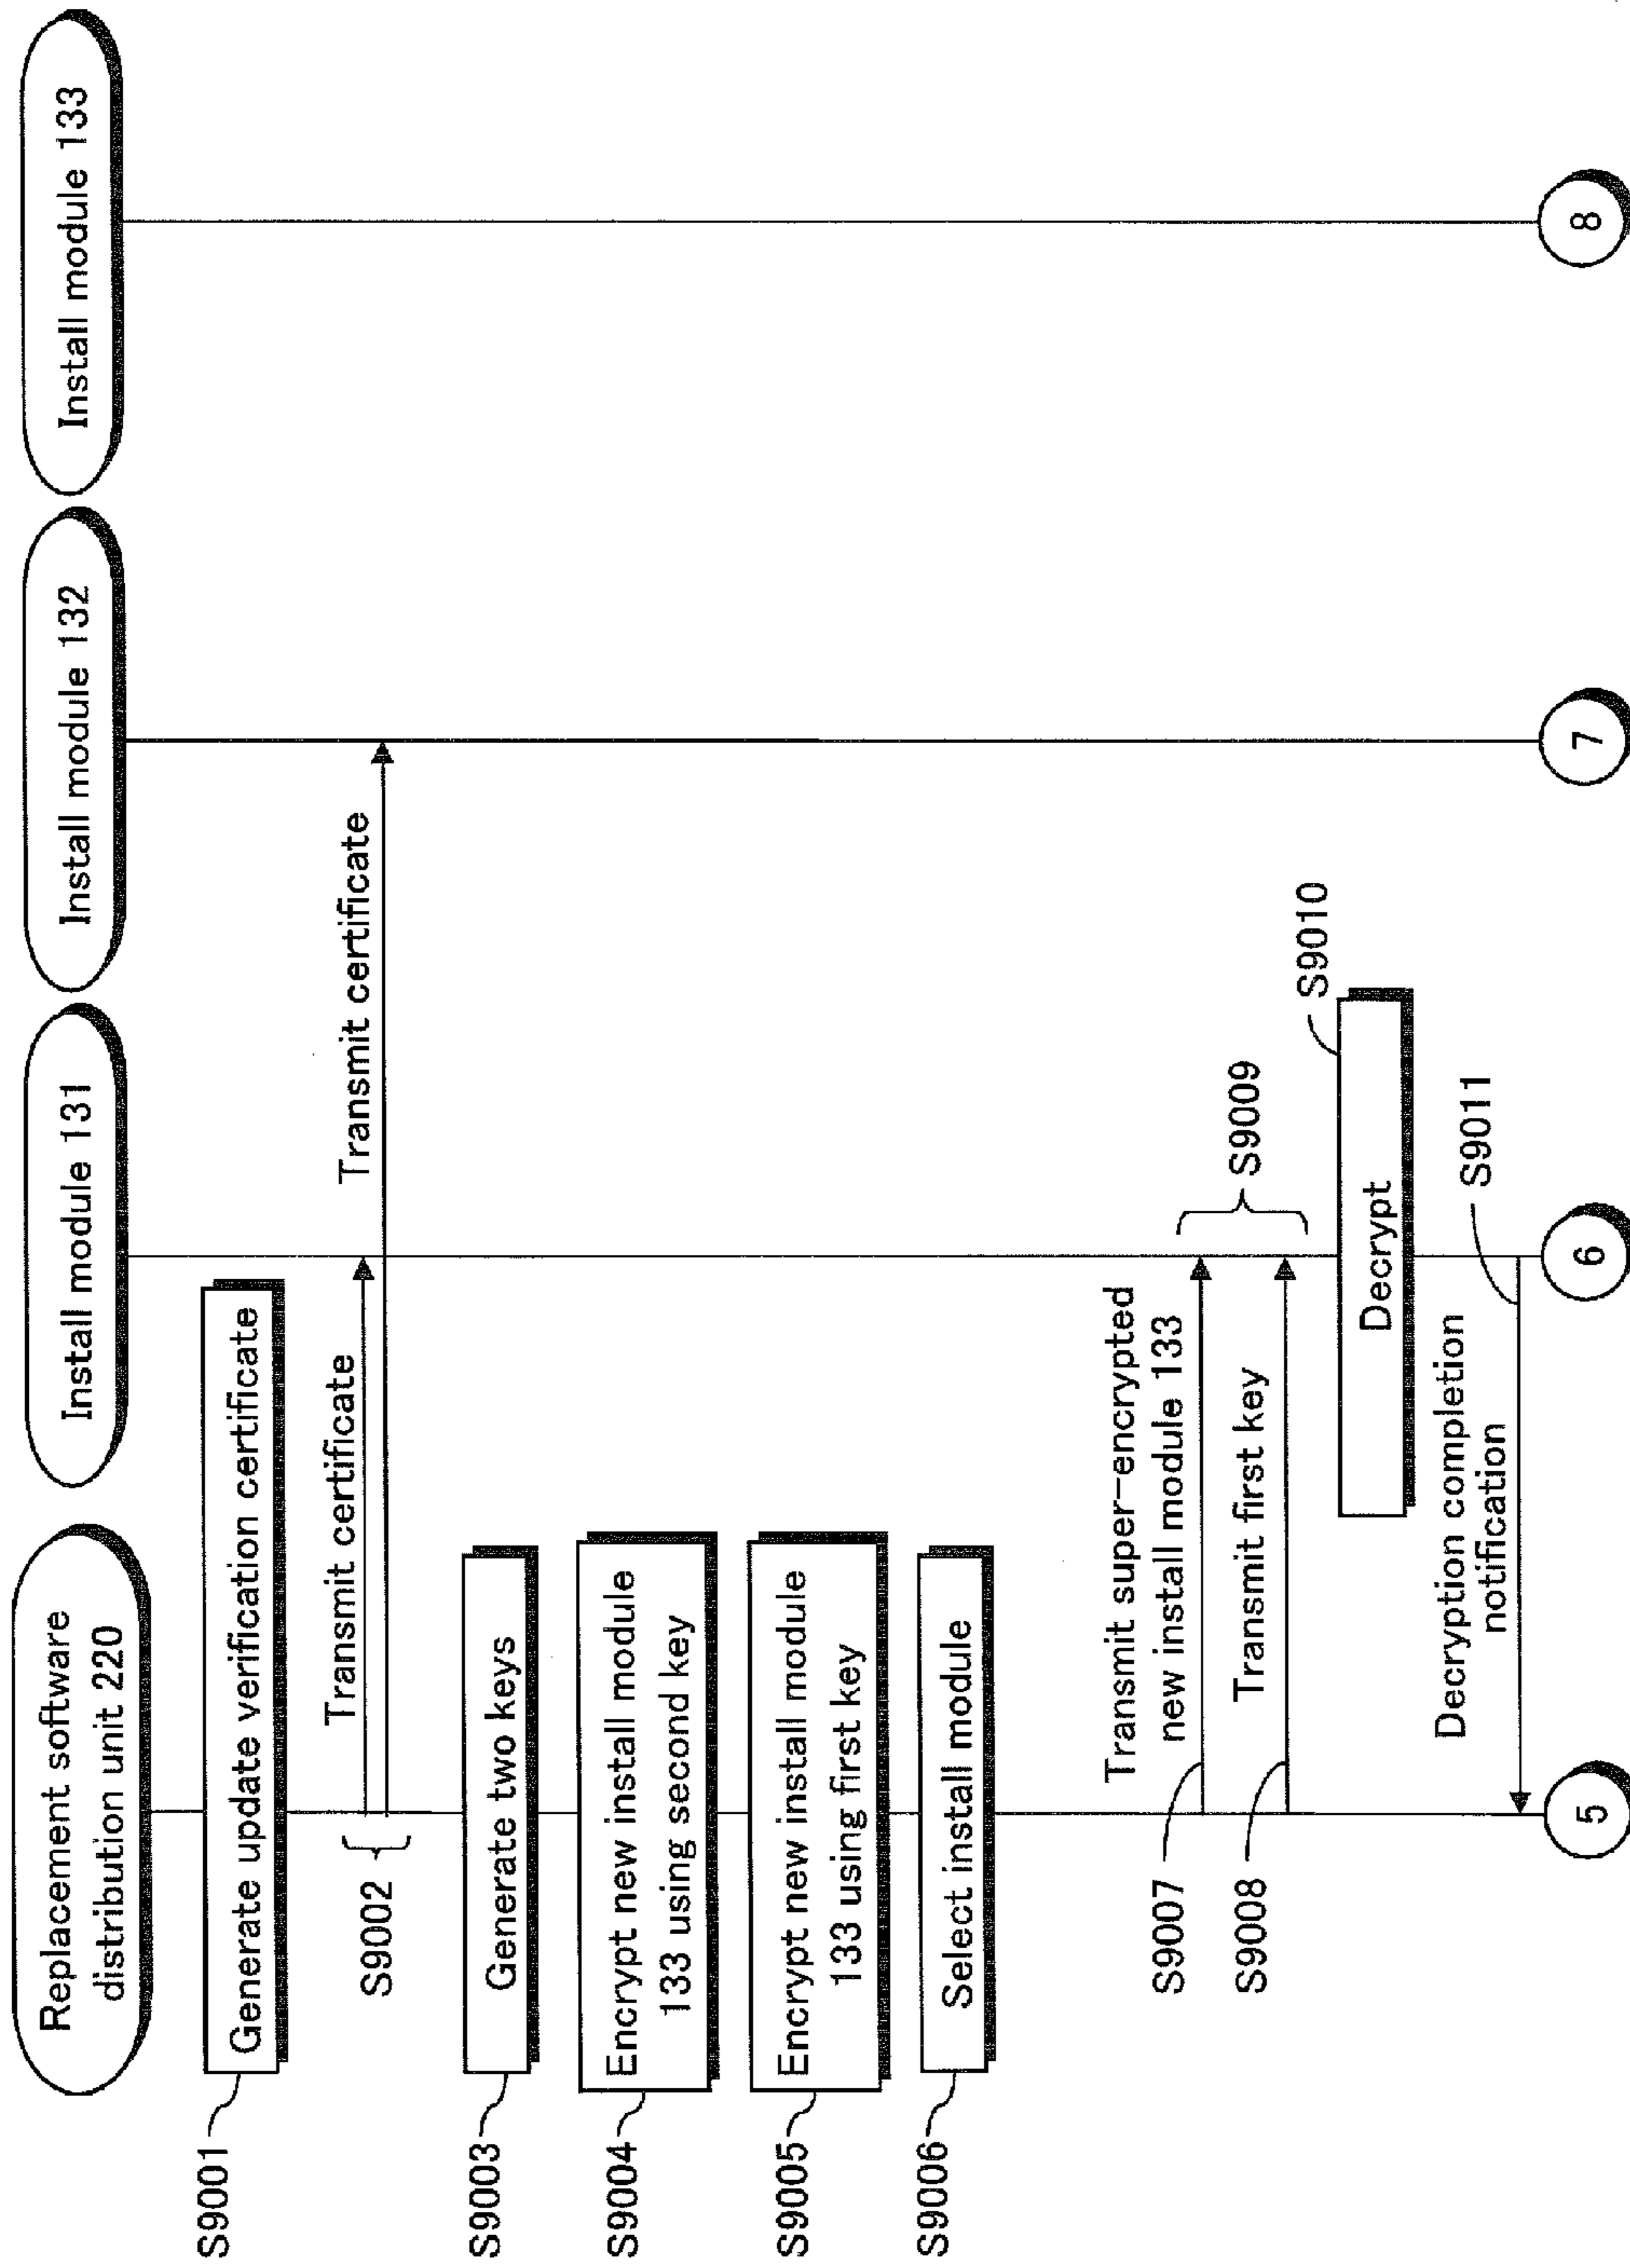 Replacement software
distribution unit 220
Install module 131
Install module 132
Install module 133
S9001
Generate update verification certificate
S9002
Transmit certificate
Transmit certificate
S9003
Generate two keys
S9004
Encrypt new install module
133 using second key
S9005
Encrypt new install module
133 using first key
S9006
Select install module
S9007
Transmit super-encrypted
new install module 133
S9008
Transmit first key
S9009
S9010
Decrypt
S9011
Decryption completion
notification
5
6
7
8